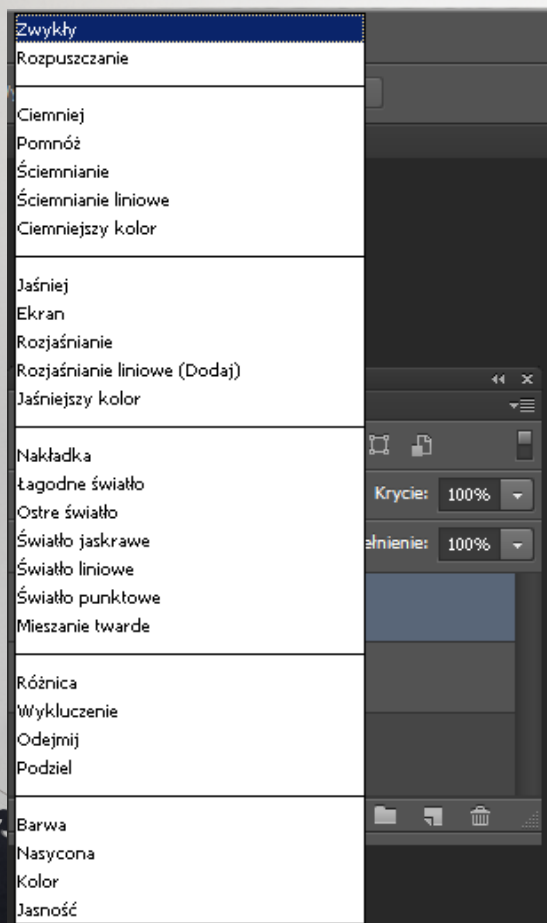 Zwykły
Rozpuszczanie
Ciemniej
Pomnóż
Ściemnianie
Ściemnianie liniowe
Ciemniejszy kolor
Jaśniej
Ekran
Rozjaśnianie
Rozjaśnianie liniowe (Dodaj)
Jaśniejszy kolor
Nakładka
Łagodne światło
Ostre światło
Krycie: 100%
Światło jaskrawe
ełnienie: 100%
Światło liniowe
Światło punktowe
Mieszanie twarde
Różnica
Wykluczenie
Odejmij
Podziel
Barwa
Nasycona
Kolor
Jasność